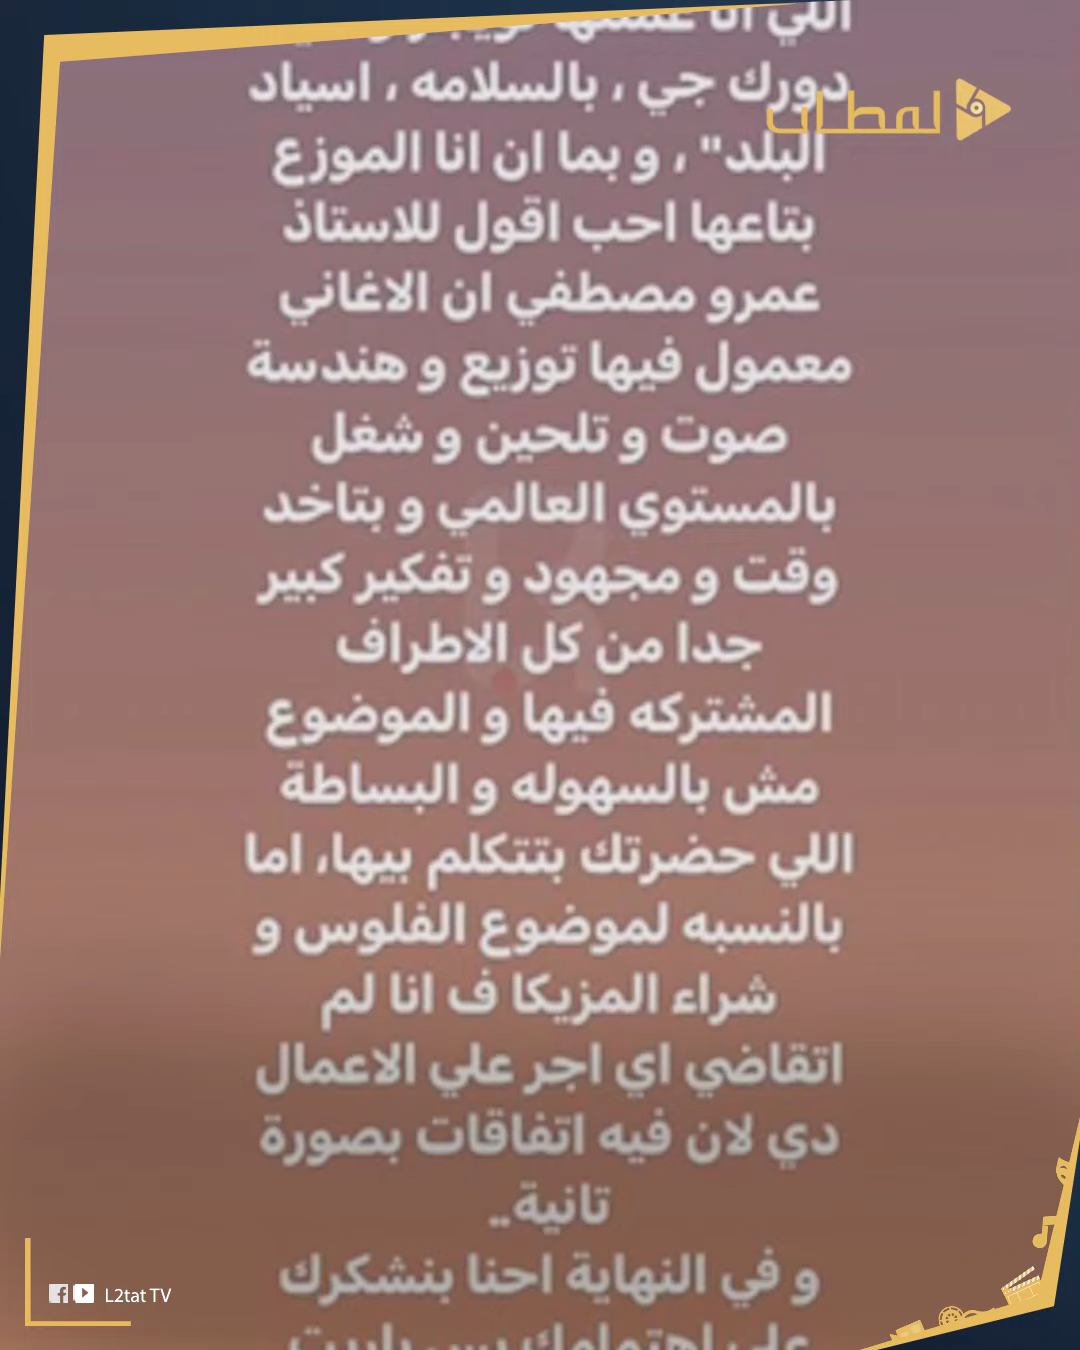 اللي انا
دورك جي ، بالسلامه ، اسياد
لقطات
البلد" ، و بما ان انا الموزع
بتاعها احب اقول للاستاذ
عمرو مصطفي ان الاغاني
معمول فيها توزيع و هندسة
صوت و تلحين و شغل
بالمستوي العالمي و بتاخد
وقت و مجهود و تفكير كبير
جدا من كل الاطراف
المشتركه فيها و الموضوع
مش بالسهوله و البساطة
اللي حضرتك بتتكلم بيها، اما
بالنسبه لموضوع الفلوس و
شراء المزيكا ف انا لم
اتقاضي اي اجر علي الاعمال
دي لان فيه اتفاقات بصورة
تانية..
و في النهاية احنا بنشكرك
L2tat TV